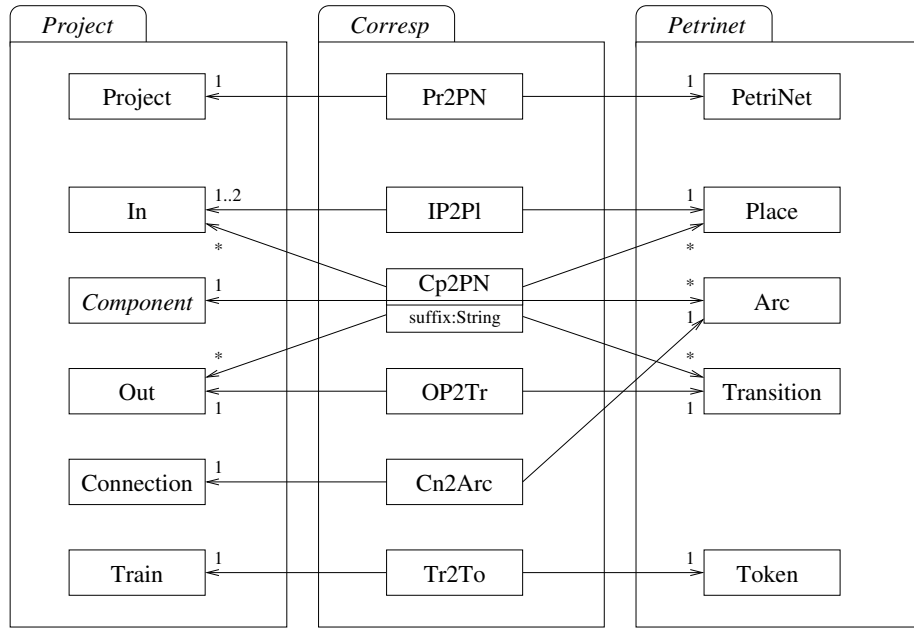 Project Corresp Petrinet
1 1
Project Pr2PN PetriNet
1..2 1
In IP2Pl Place
* *
Cp2PN
1 *
Component Arc
suffix:String 1
* *
Out OP2Tr Transition
1 1
1
Connection Cn2Arc
1 1
Train Tr2To Token